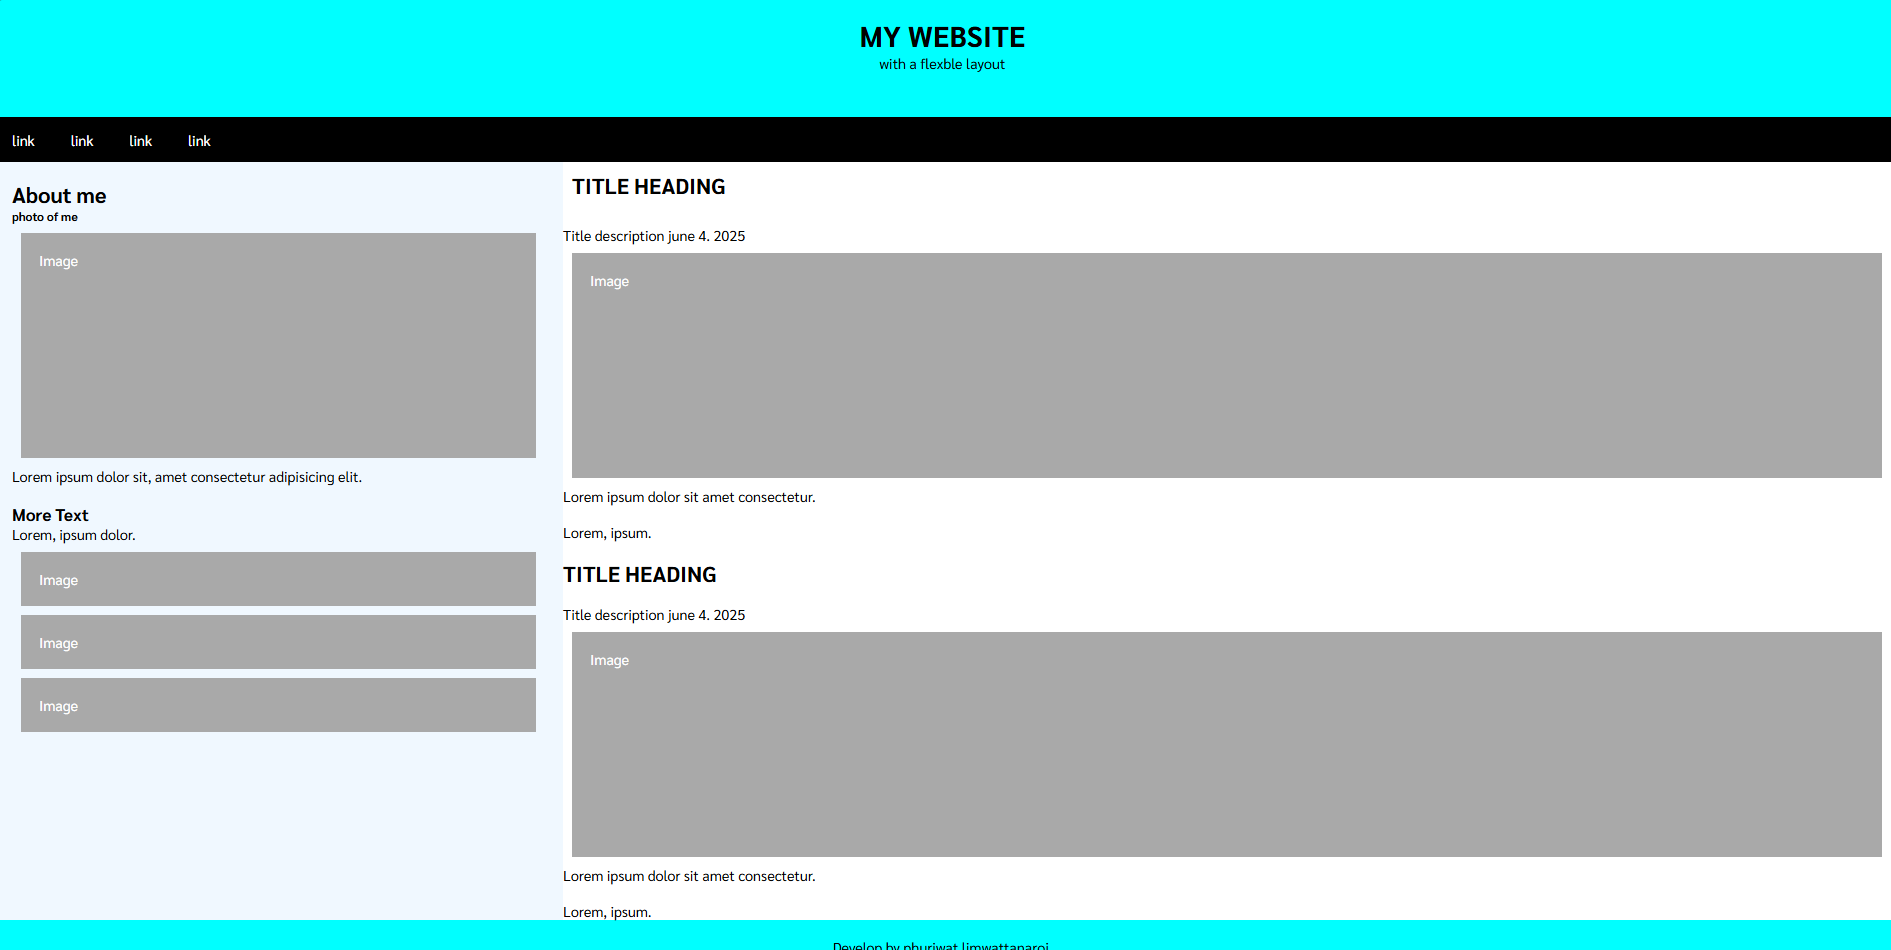 MY WEBSITE
with a flexble layout
link link link link
About me
photo of me
Image
Lorem ipsum dolor sit, amet consectetur adipisicing elit.
More Text
Lorem, ipsum dolor.
Image
Image
Image
TITLE HEADING
Title description june 4. 2025
Image
Lorem ipsum dolor sit amet consectetur.
Lorem, ipsum.
TITLE HEADING
Title description june 4. 2025
Image
Lorem ipsum dolor sit amet consectetur.
Lorem, ipsum.
Develop by phuriwat limwattanaroj